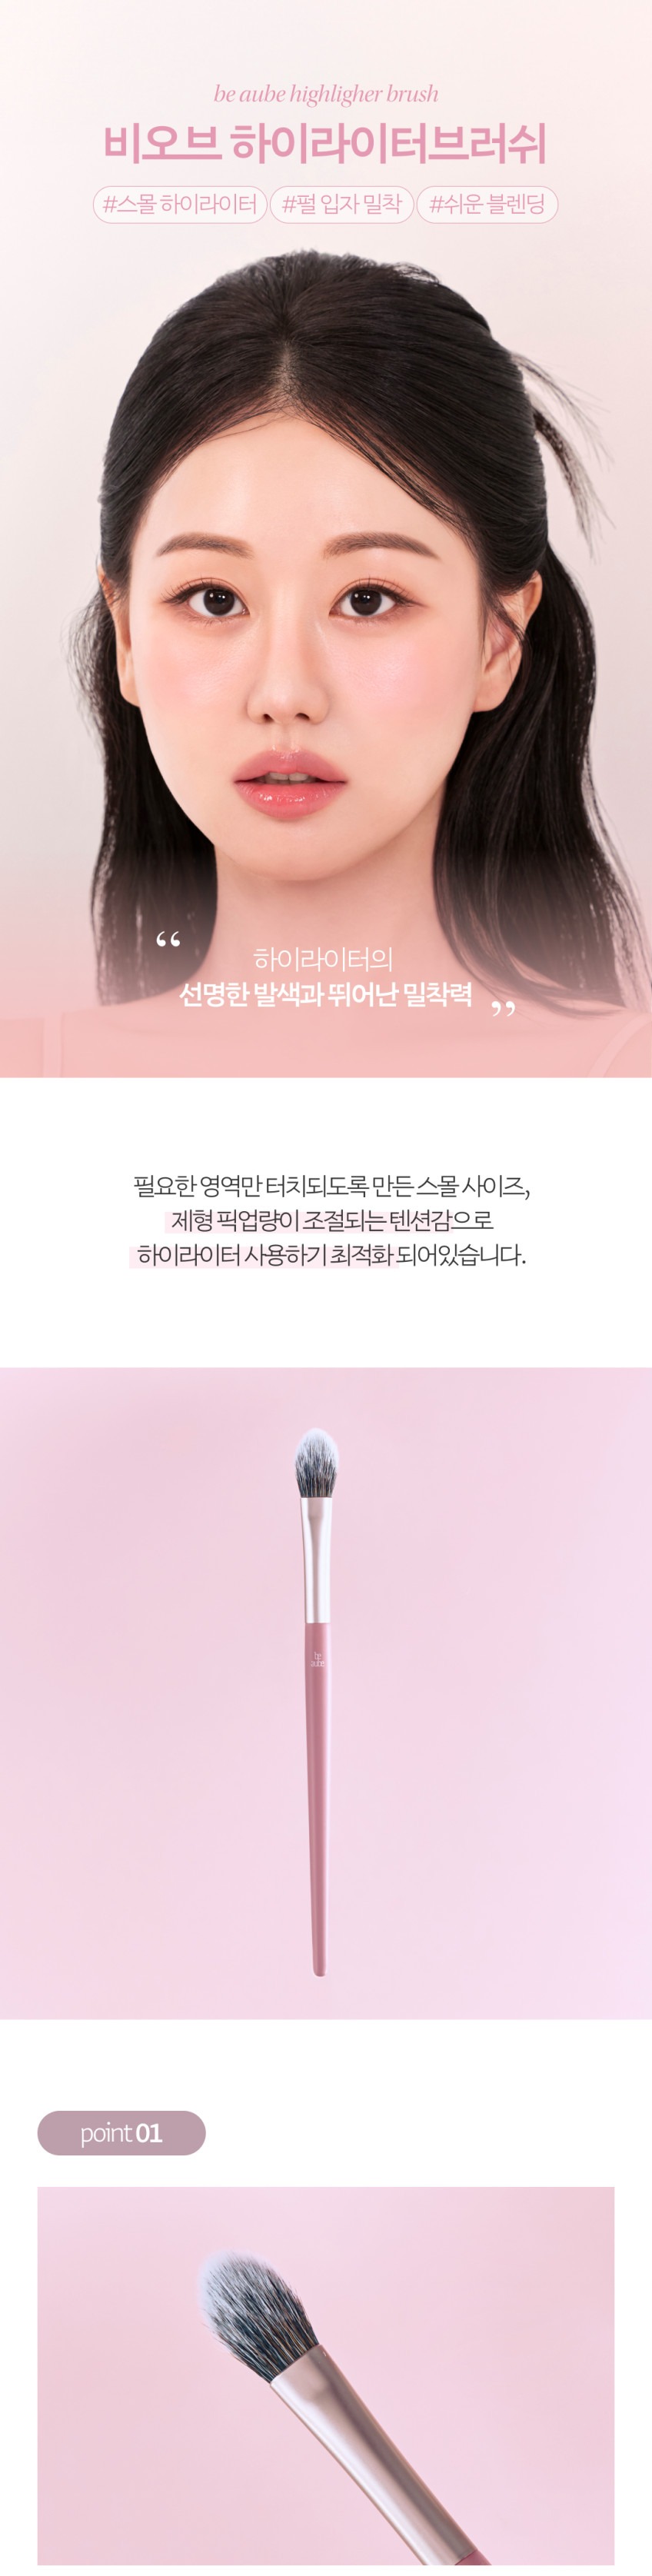 be aube highligher brush
비오브 하이라이터브러쉬
#스몰 하이라이터 #펄 입자 밀착 #쉬운 블렌딩
“ 하이라이터의
선명한 발색과 뛰어난 밀착력 ”
필요한 영역만 터치되도록 만든 스몰 사이즈,
제형 픽업량이 조절되는 텐션감으로
하이라이터 사용하기 최적화 되어있습니다.
be
aube
point 01